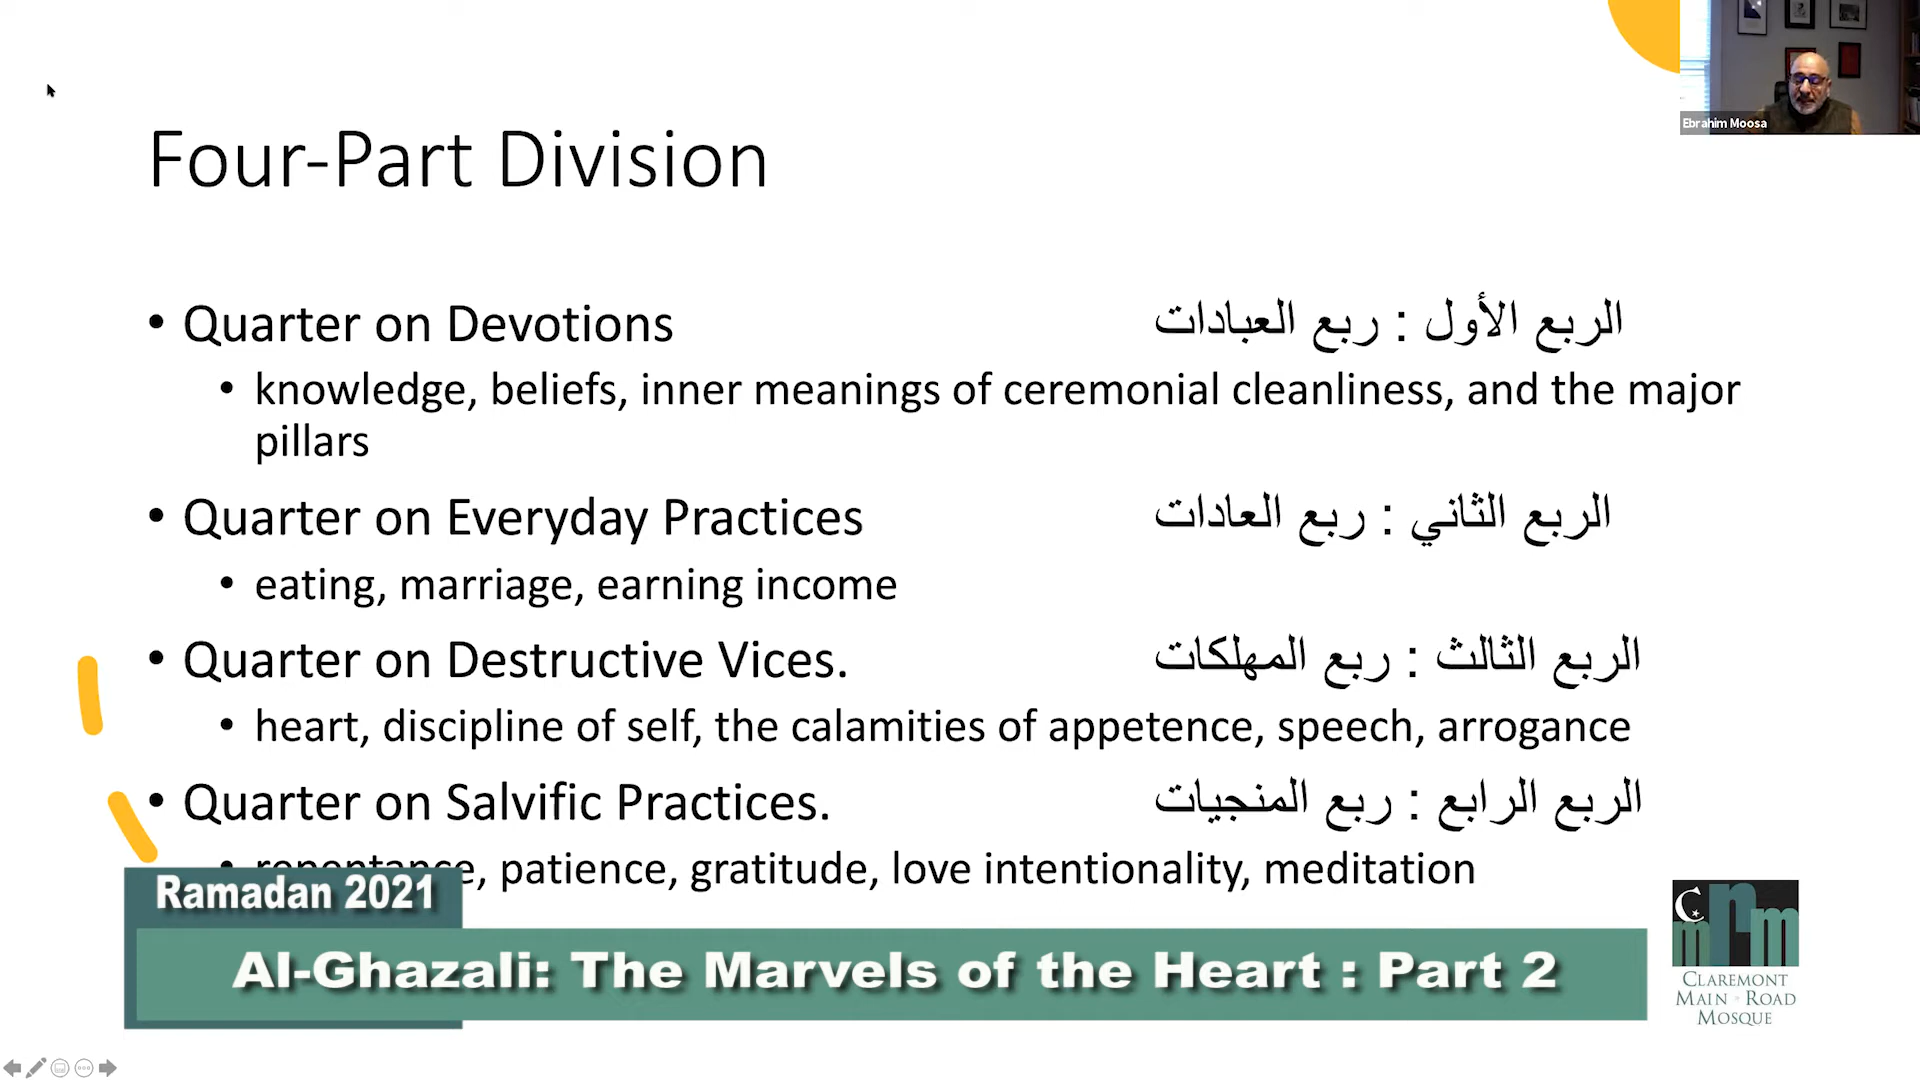 Ebrahim Moosa
Four-Part Division
• Quarter on Devotions الربع الأول : ربع العبادات
• knowledge, beliefs, inner meanings of ceremonial cleanliness, and the major
pillars
• Quarter on Everyday Practices الربع الثاني : ربع العادات
• eating, marriage, earning income
• Quarter on Destructive Vices. الربع الثالث : ربع المهلكات
• heart, discipline of self, the calamities of appetence, speech, arrogance
• Quarter on Salvific Practices. الربع الرابع : ربع المنجيات
• repentance, patience, gratitude, love intentionality, meditation
Ramadan 2021
Al-Ghazali: The Marvels of the Heart : Part 2
cmrm
CLAREMONT
MAIN ROAD
MOSQUE